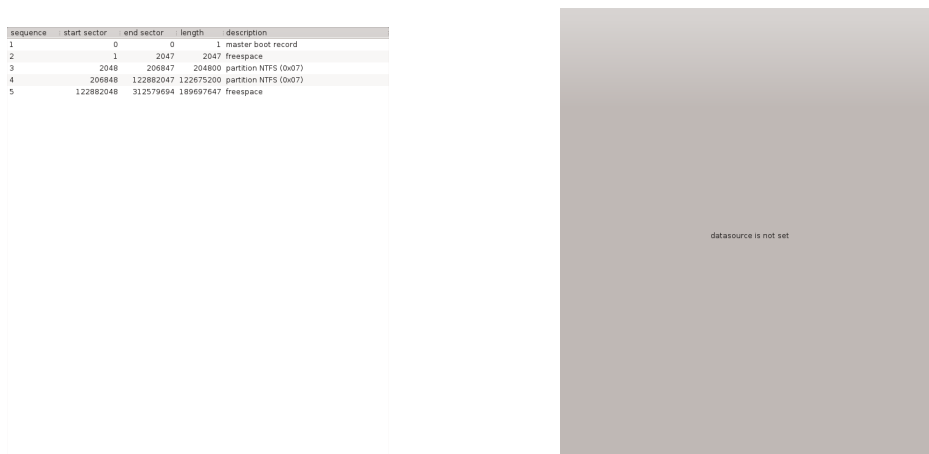 sequence start sector end sector length description
1 0 0 1 master boot record
2 1 2047 2047 freespace
3 2048 206847 204800 partition NTFS (0x07)
4 206848 122882047 122675200 partition NTFS (0x07)
5 122882048 312579694 189697647 freespace
datasource is not set